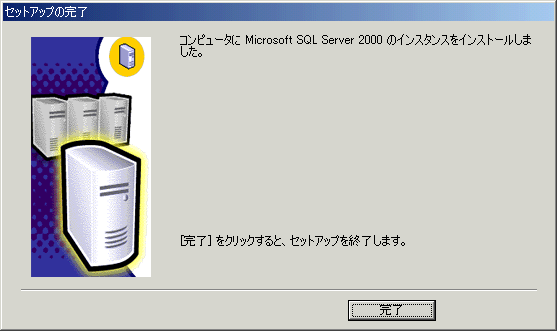 セットアップの完了
コンピュータに Microsoft SQL Server 2000 のインスタンスをインストールしま
した。
[完了] をクリックすると、セットアップを終了します。
完了